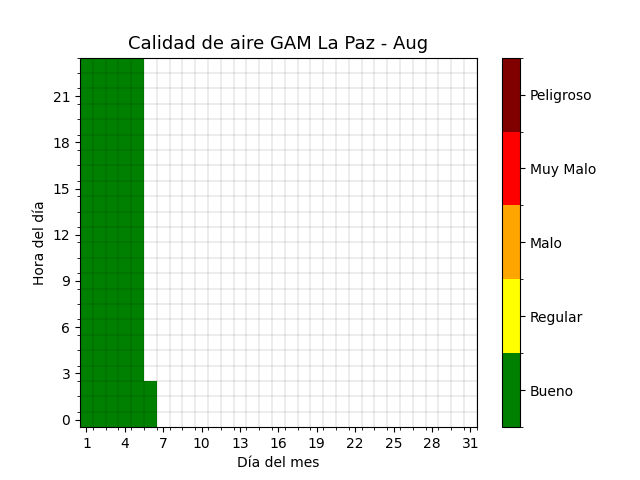 Calidad de aire GAM La Paz - Aug
Hora del día
21
18
15
12
9
6
3
0
1 4 7 10 13 16 19 22 25 28 31
Día del mes
Peligroso
Muy Malo
Malo
Regular
Bueno